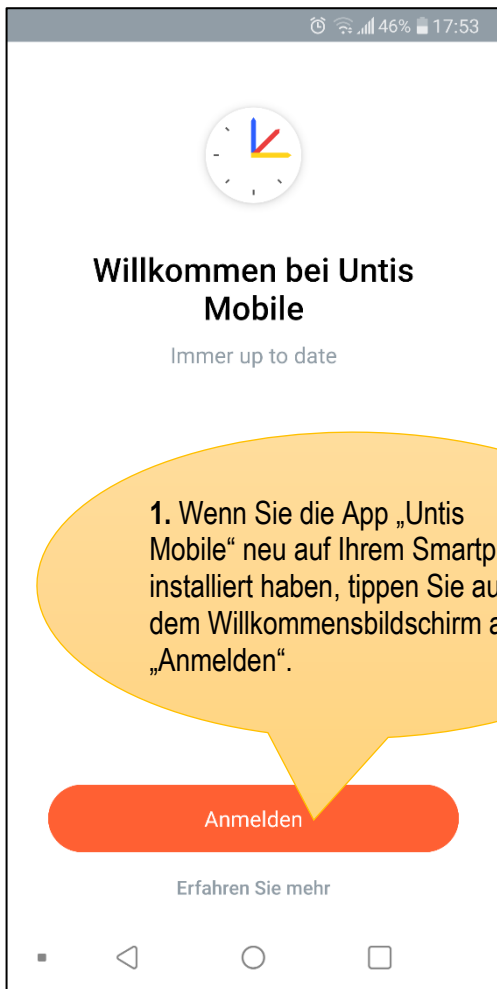 46% 17:53
Willkommen bei Untis
Mobile
Immer up to date
1. Wenn Sie die App „Untis
Mobile“ neu auf Ihrem Smartp
installiert haben, tippen Sie au
dem Willkommensbildschirm a
„Anmelden“.
Anmelden
Erfahren Sie mehr